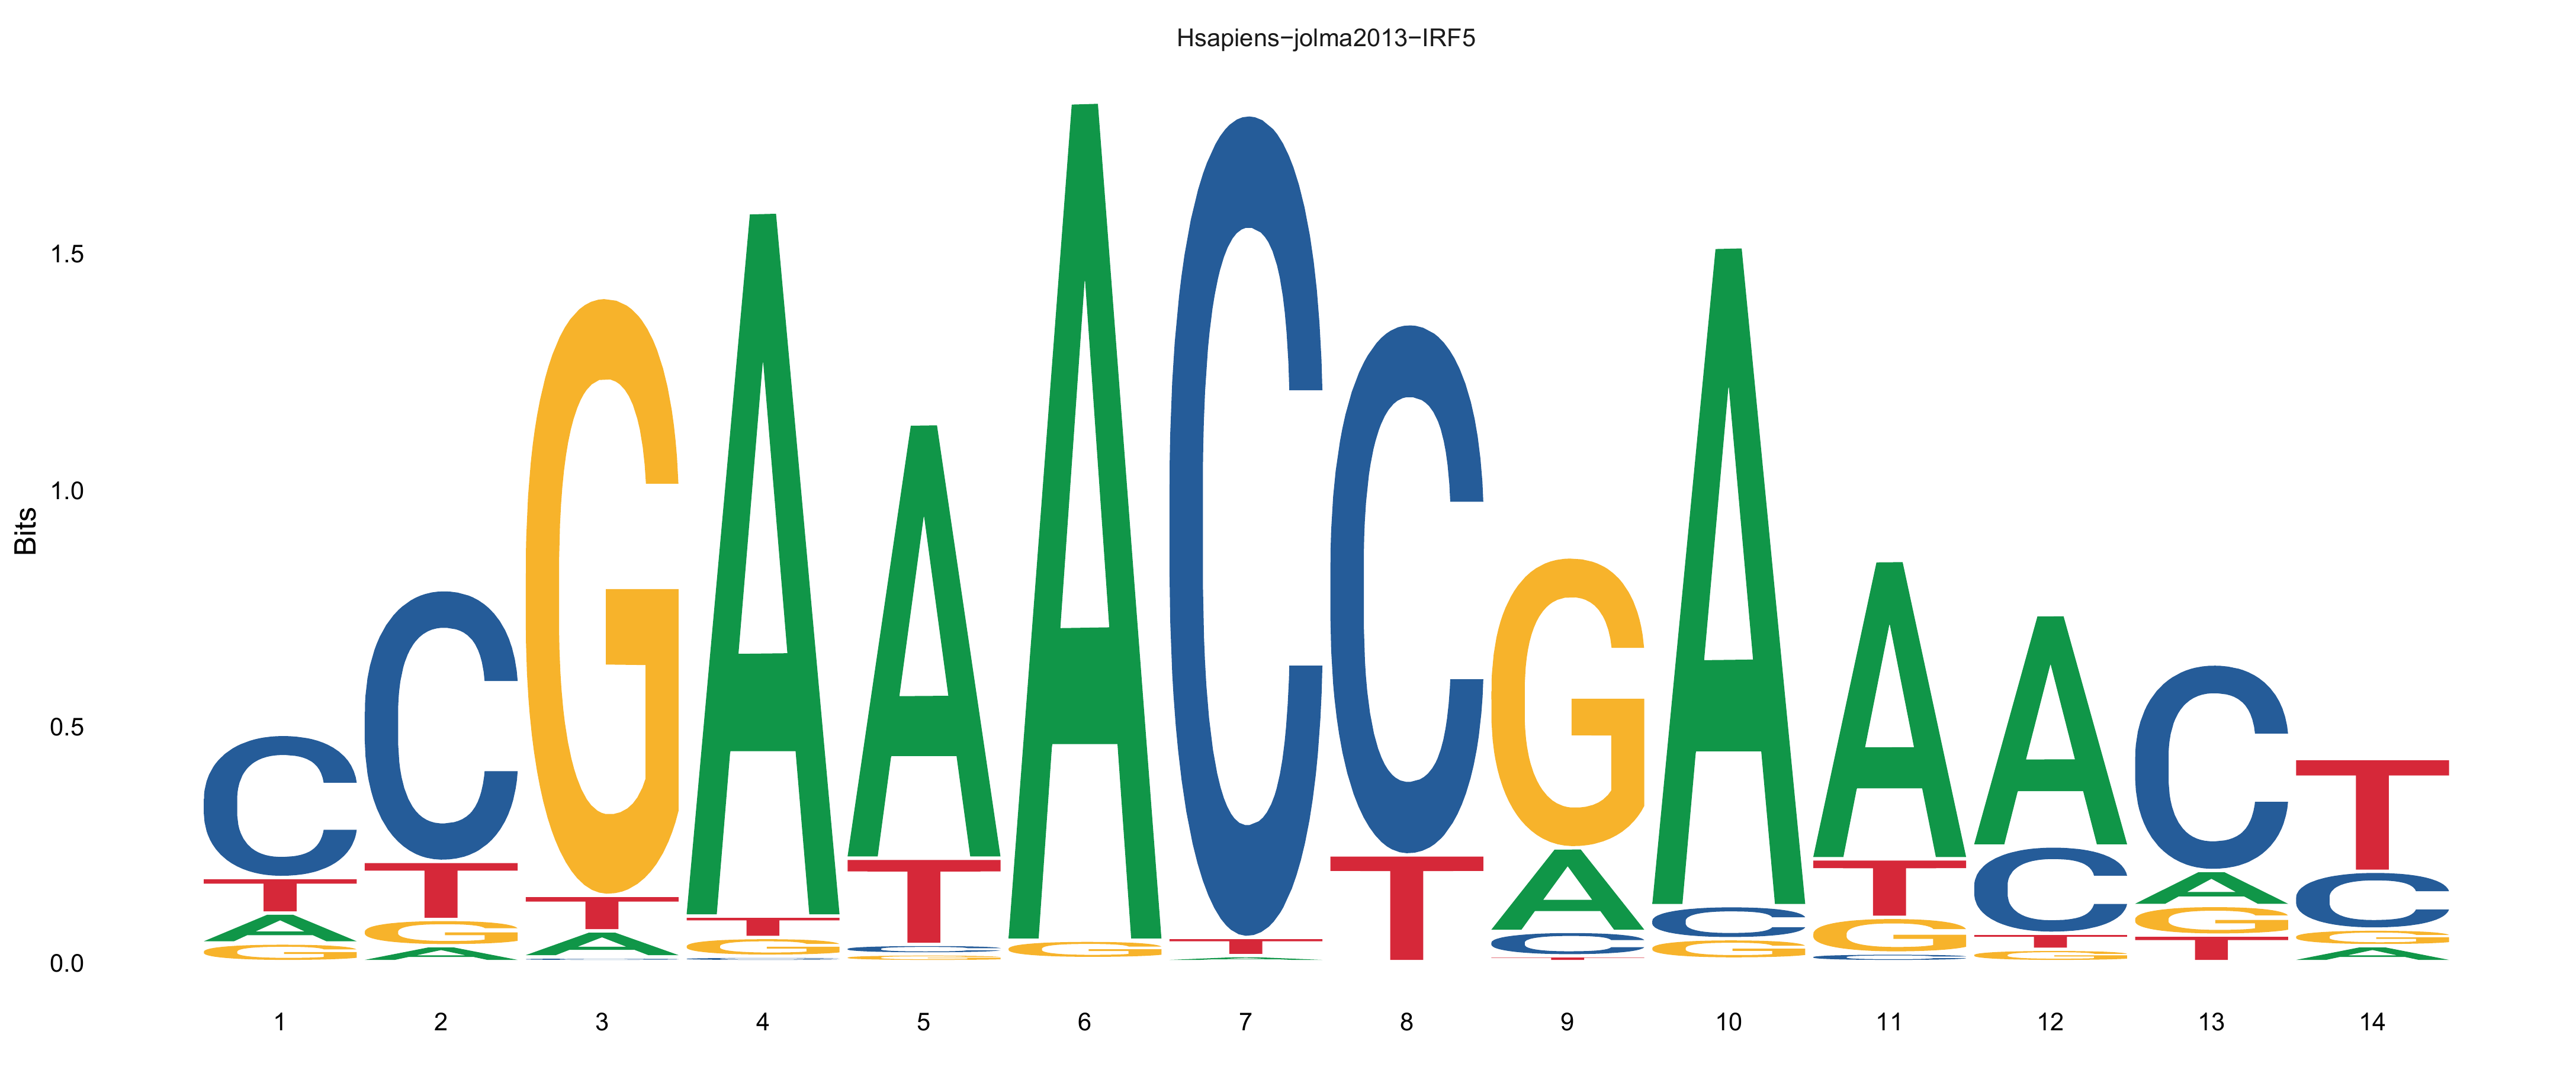 Hsapiens−jolma2013−IRF5
Bits
1.5
1.0
0.5
0.0
C C G A A A C C G A A A C T
T T T T T G T T A C T C A C
A G A G C A C G G T G G
G A C C G T C G T A
1 2 3 4 5 6 7 8 9 10 11 12 13 14